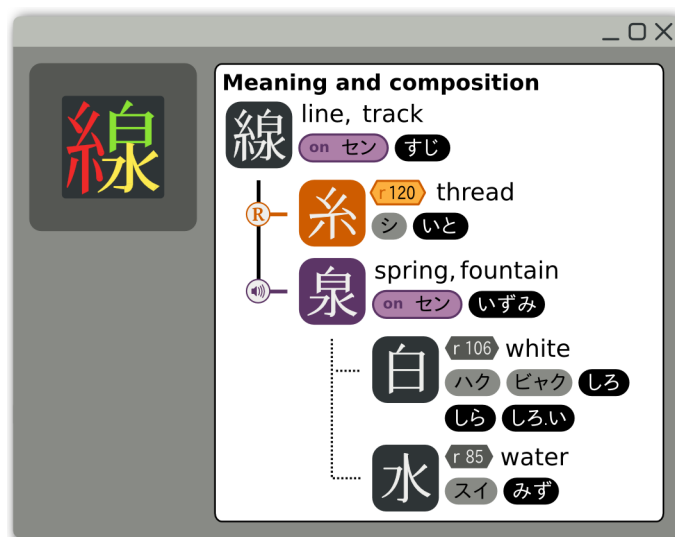 線
Meaning and composition
線 line, track
on セン すじ
R 糸 r 120 thread
シ いと
泉 spring, fountain
on セン いずみ
白 r 106 white
ハク ビャク しろ
しら しろ.い
水 r 85 water
スイ みず